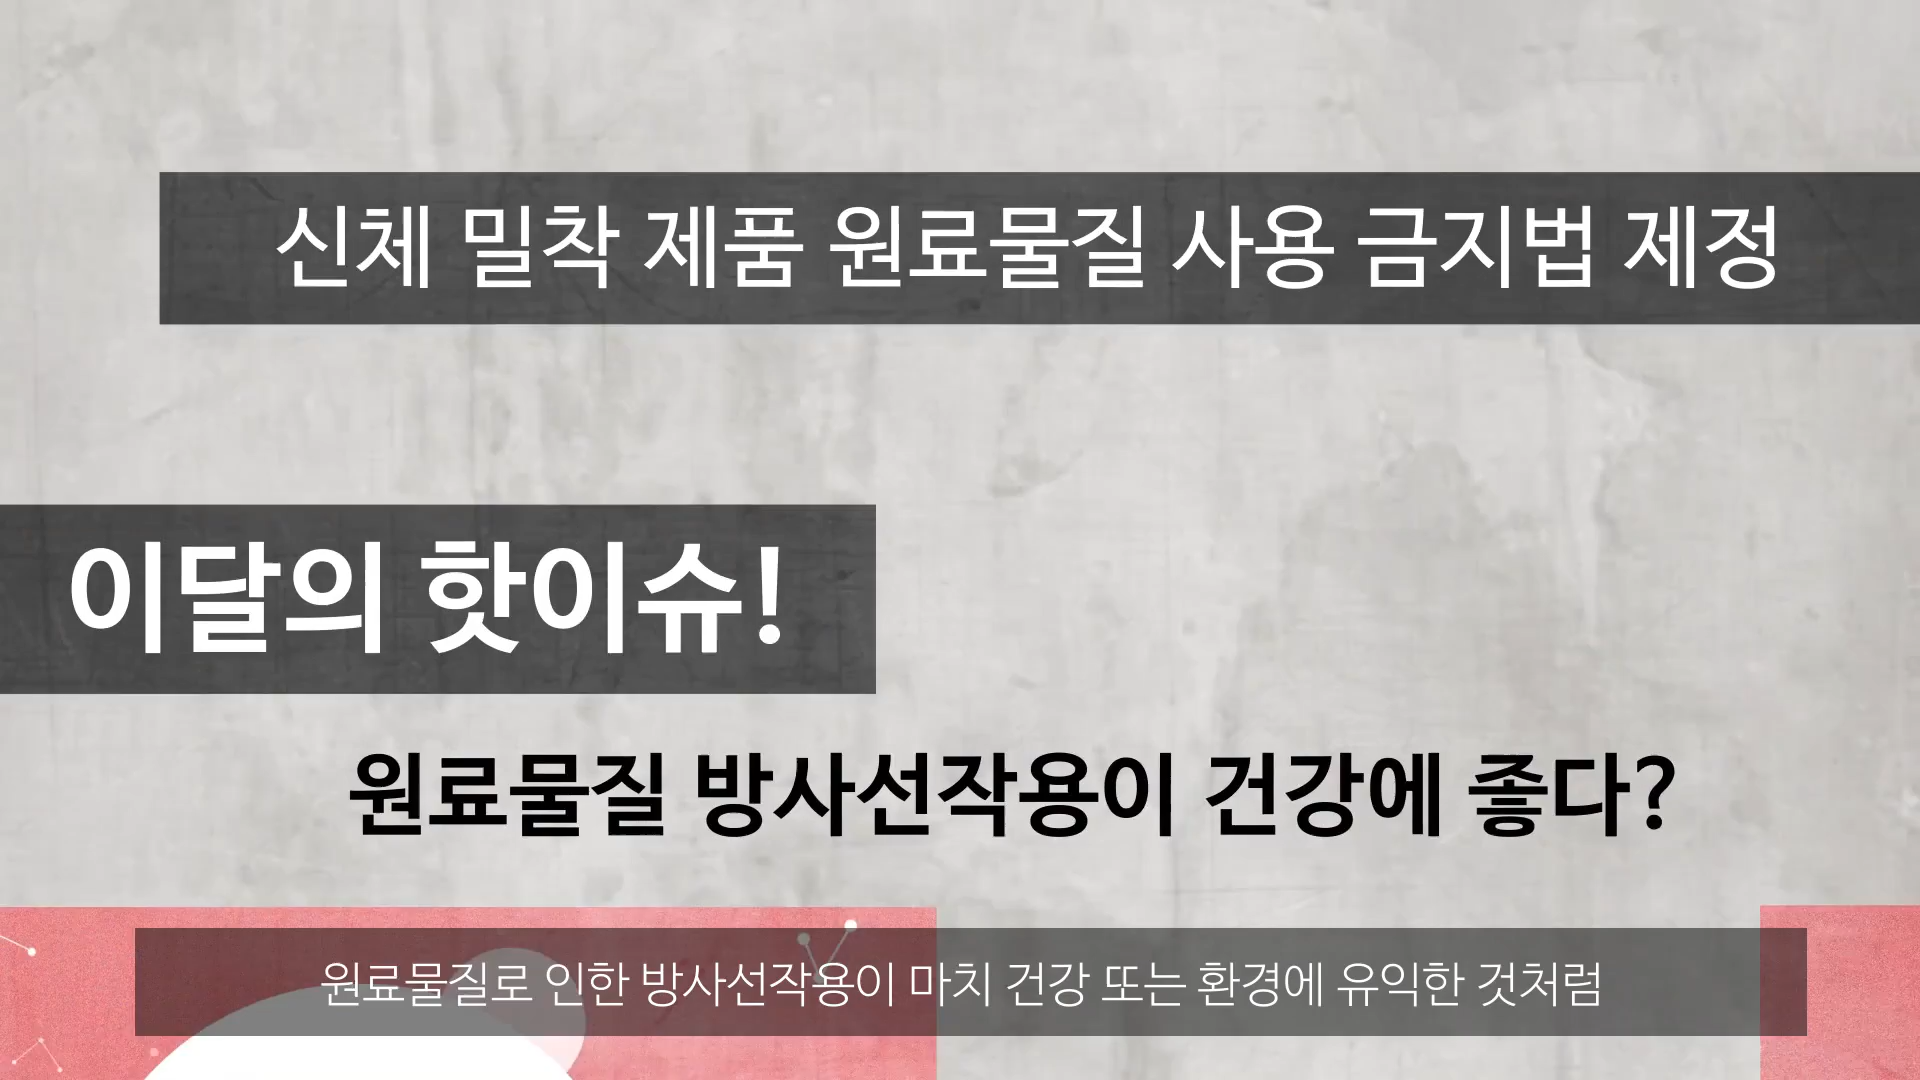 신체 밀착 제품 원료물질 사용 금지법 제정
이달의 핫이슈!
원료물질 방사선작용이 건강에 좋다?
원료물질로 인한 방사선작용이 마치 건강 또는 환경에 유익한 것처럼